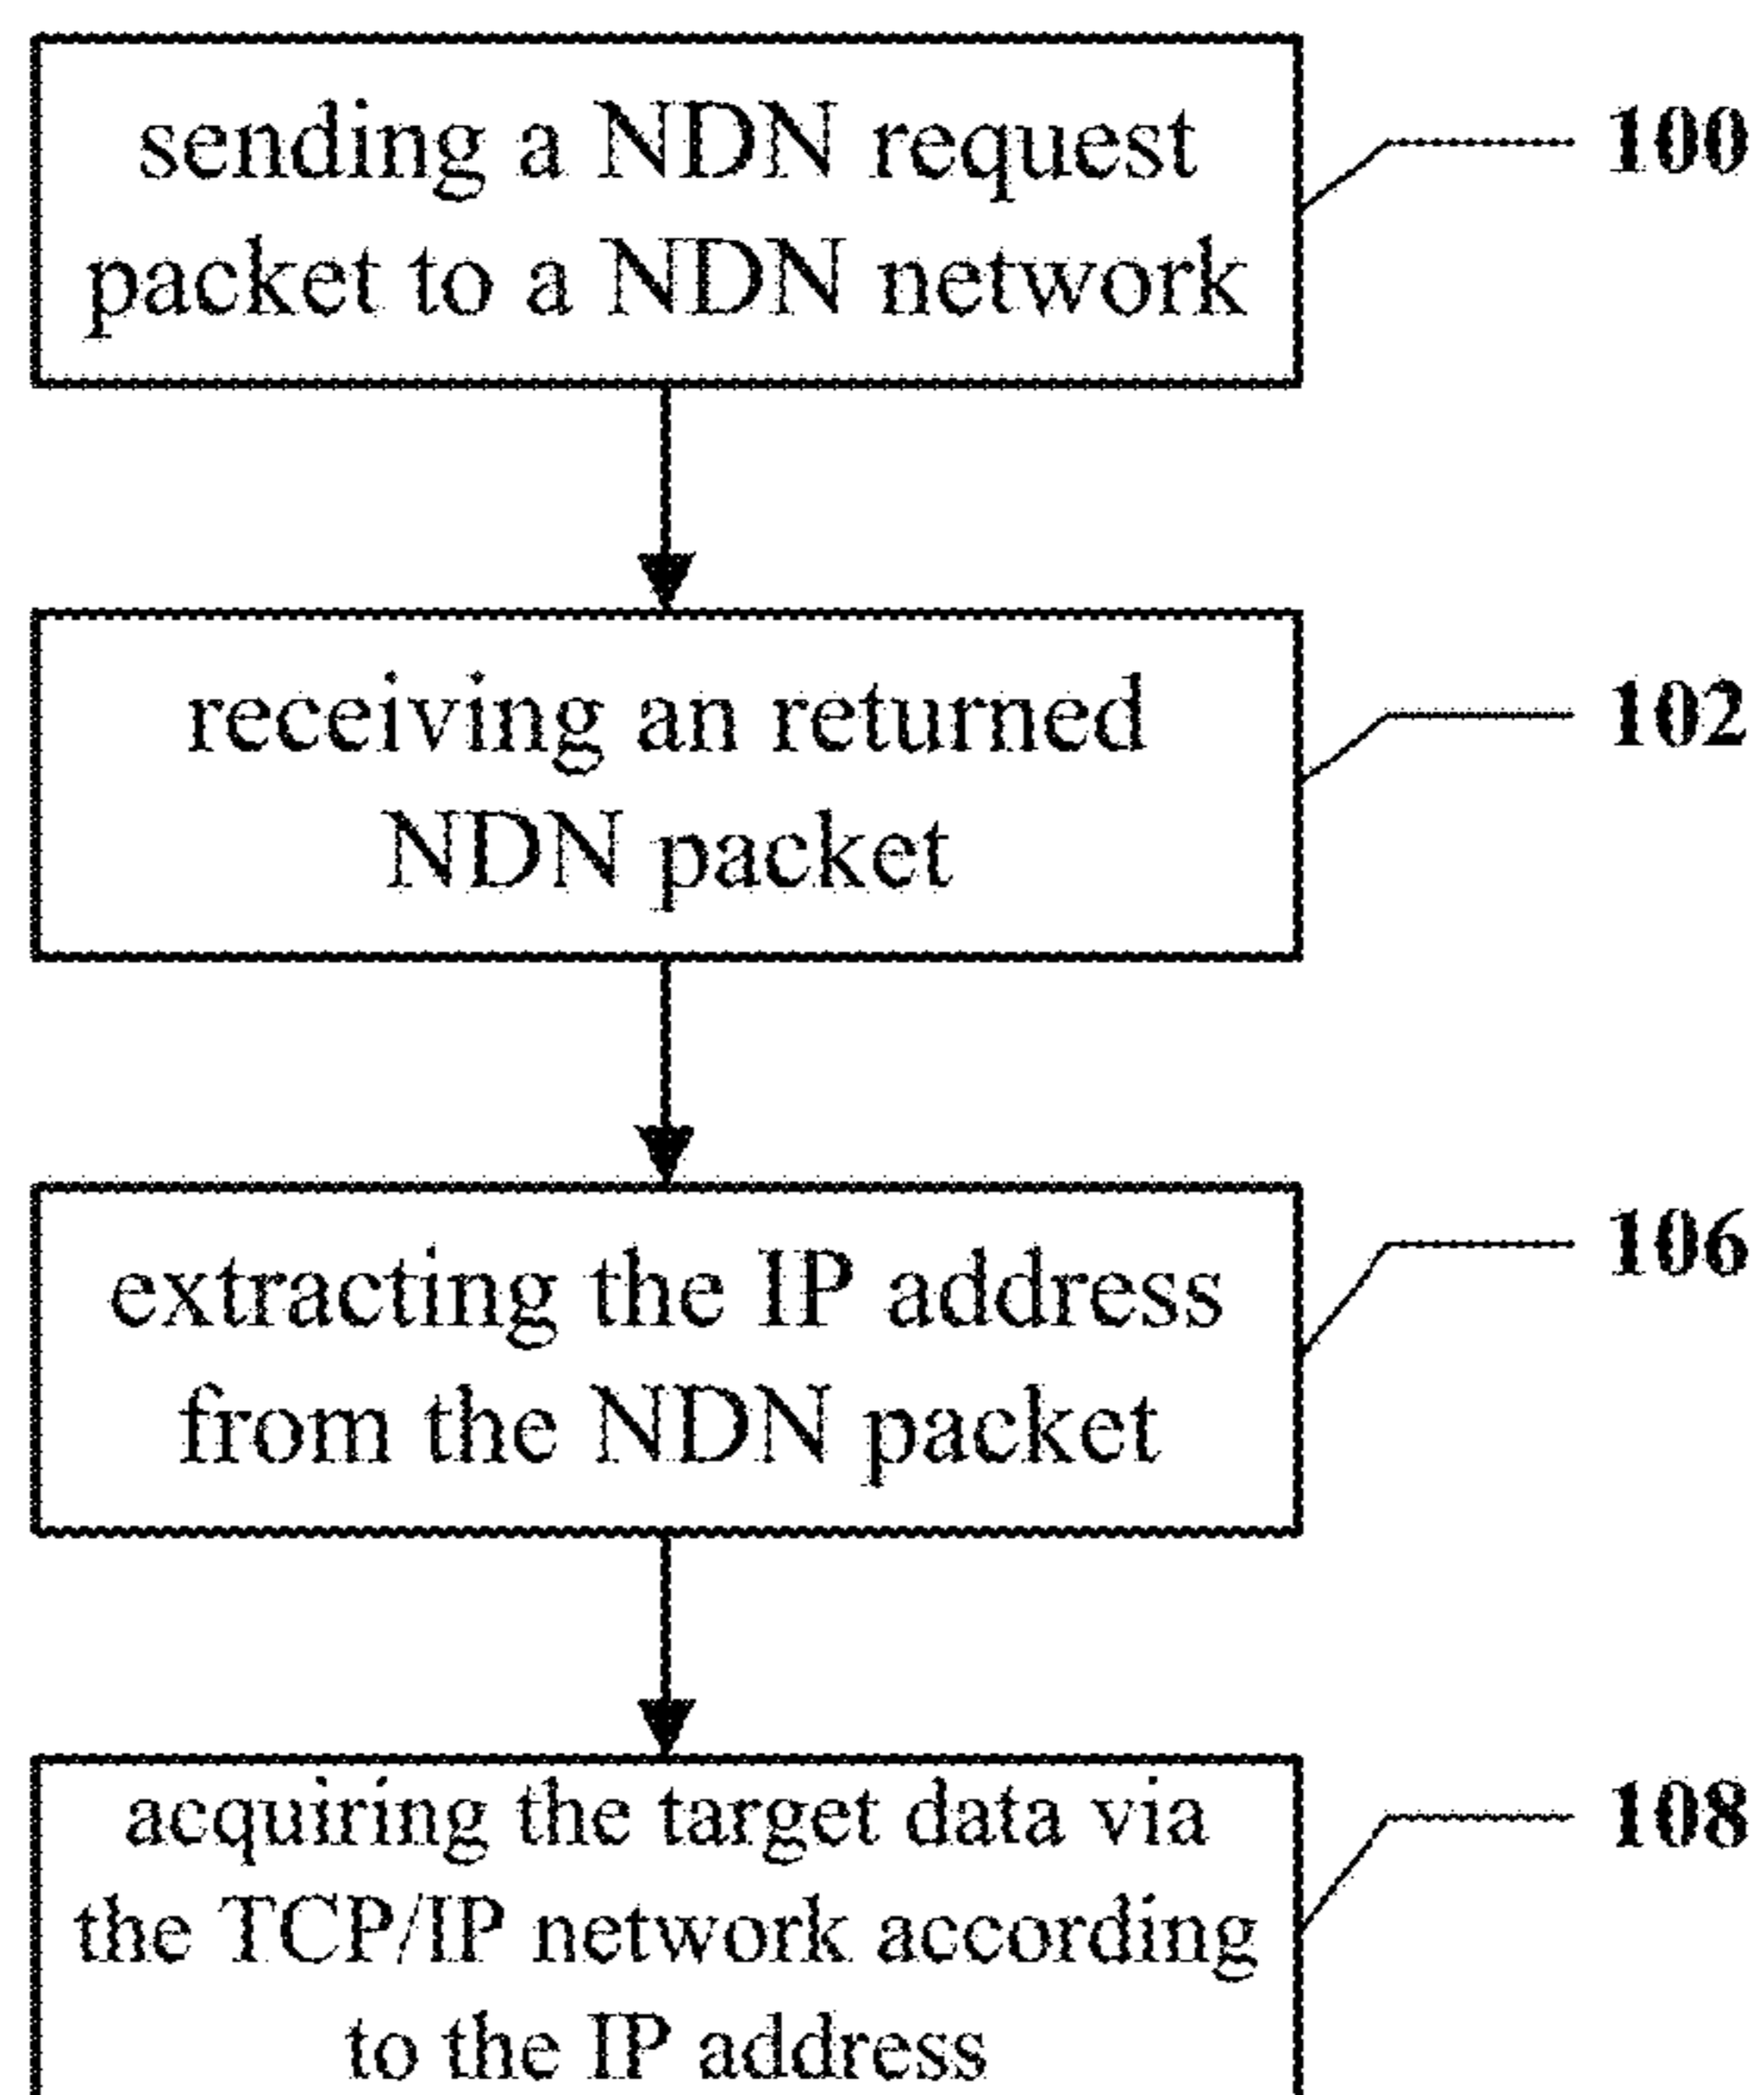 sending a NDN request
packet to a NDN network
100
receiving an returned
NDN packet
102
extracting the IP address
from the NDN packet
106
acquiring the target data via
the TCP/IP network according
to the IP address
108